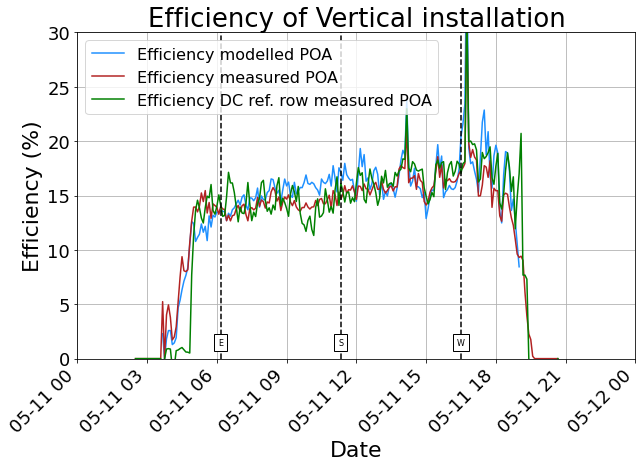 Efficiency of Vertical installation
Efficiency (%)
30
25
20
15
10
5
0
Efficiency modelled POA
Efficiency measured POA
Efficiency DC ref. row measured POA
E
S
W
05-11 00
05-11 03
05-11 06
05-11 09
05-11 12
05-11 15
05-11 18
05-11 21
05-12 00
Date